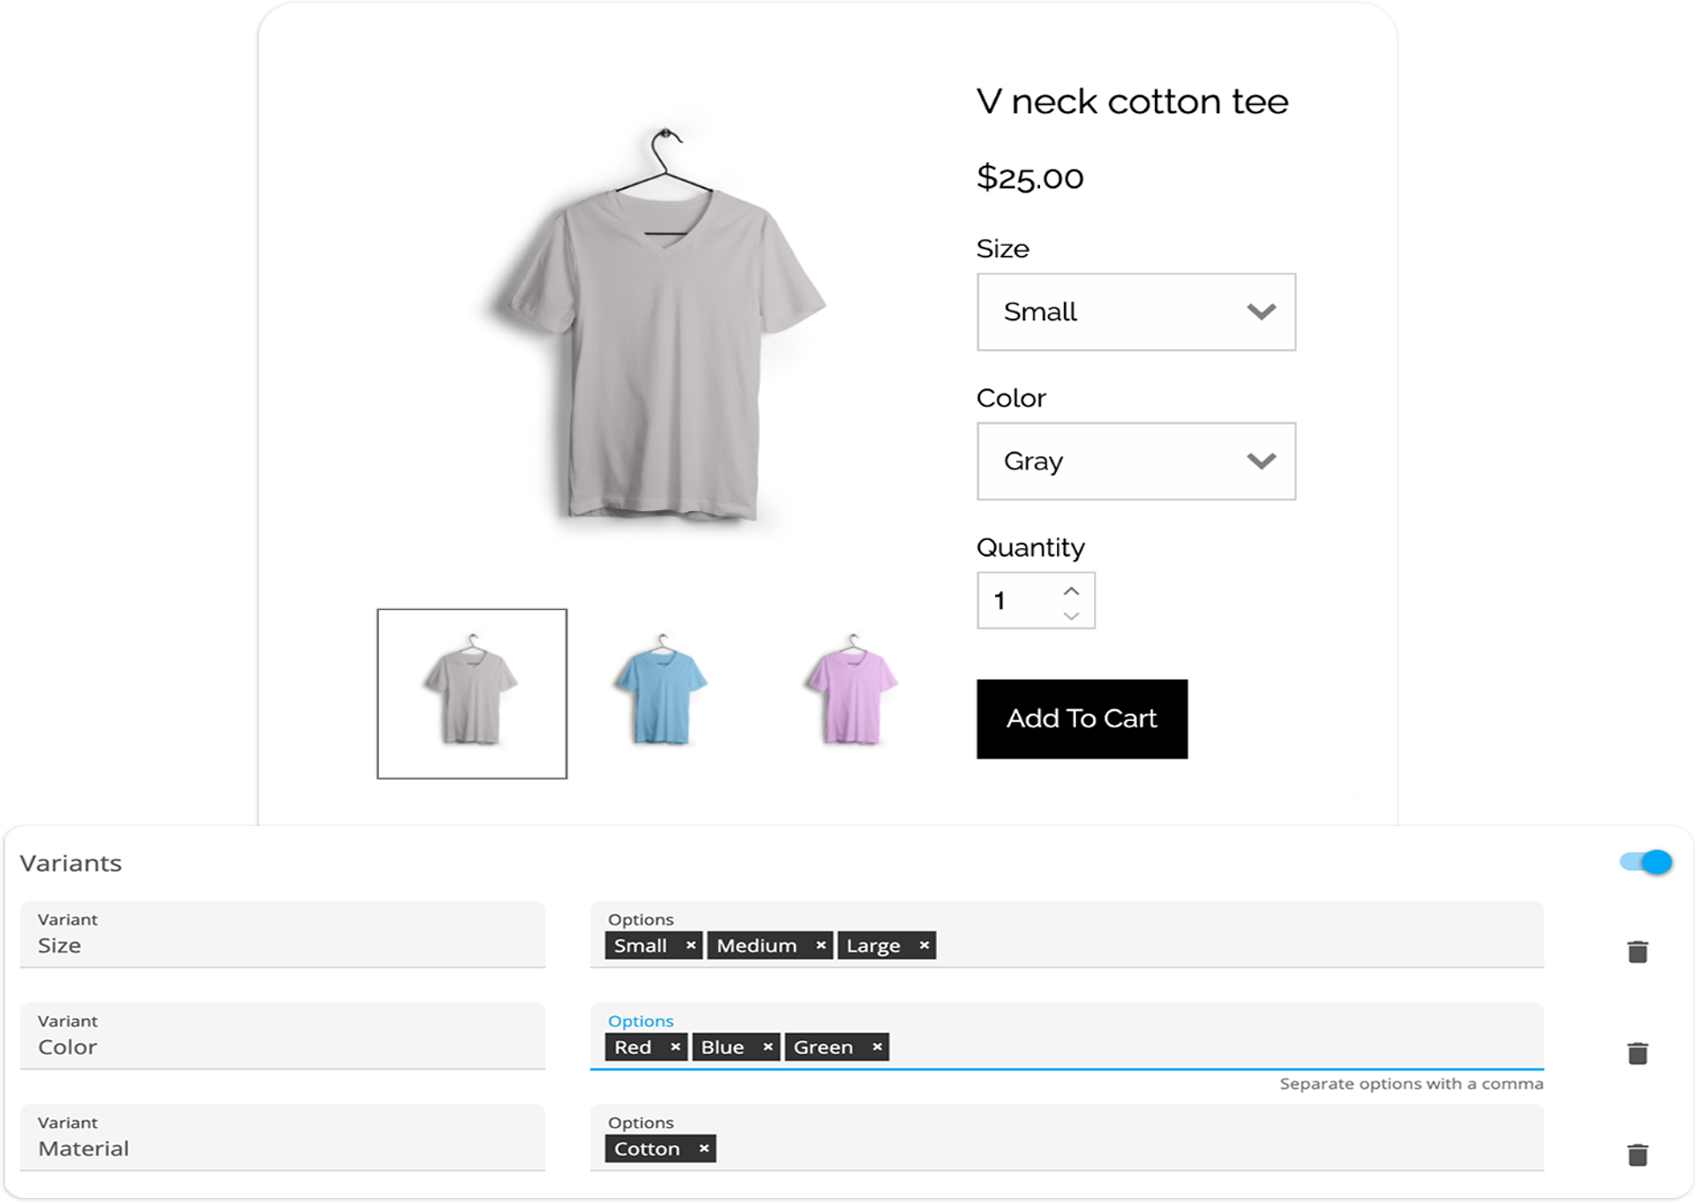 V neck cotton tee
$25.00
Size
Small
Color
Gray
Quantity
1
Add To Cart
Variants
Variant
Size
Options
Small × Medium × Large ×
Variant
Color
Options
Red × Blue × Green ×
Separate options with a comma
Variant
Material
Options
Cotton ×